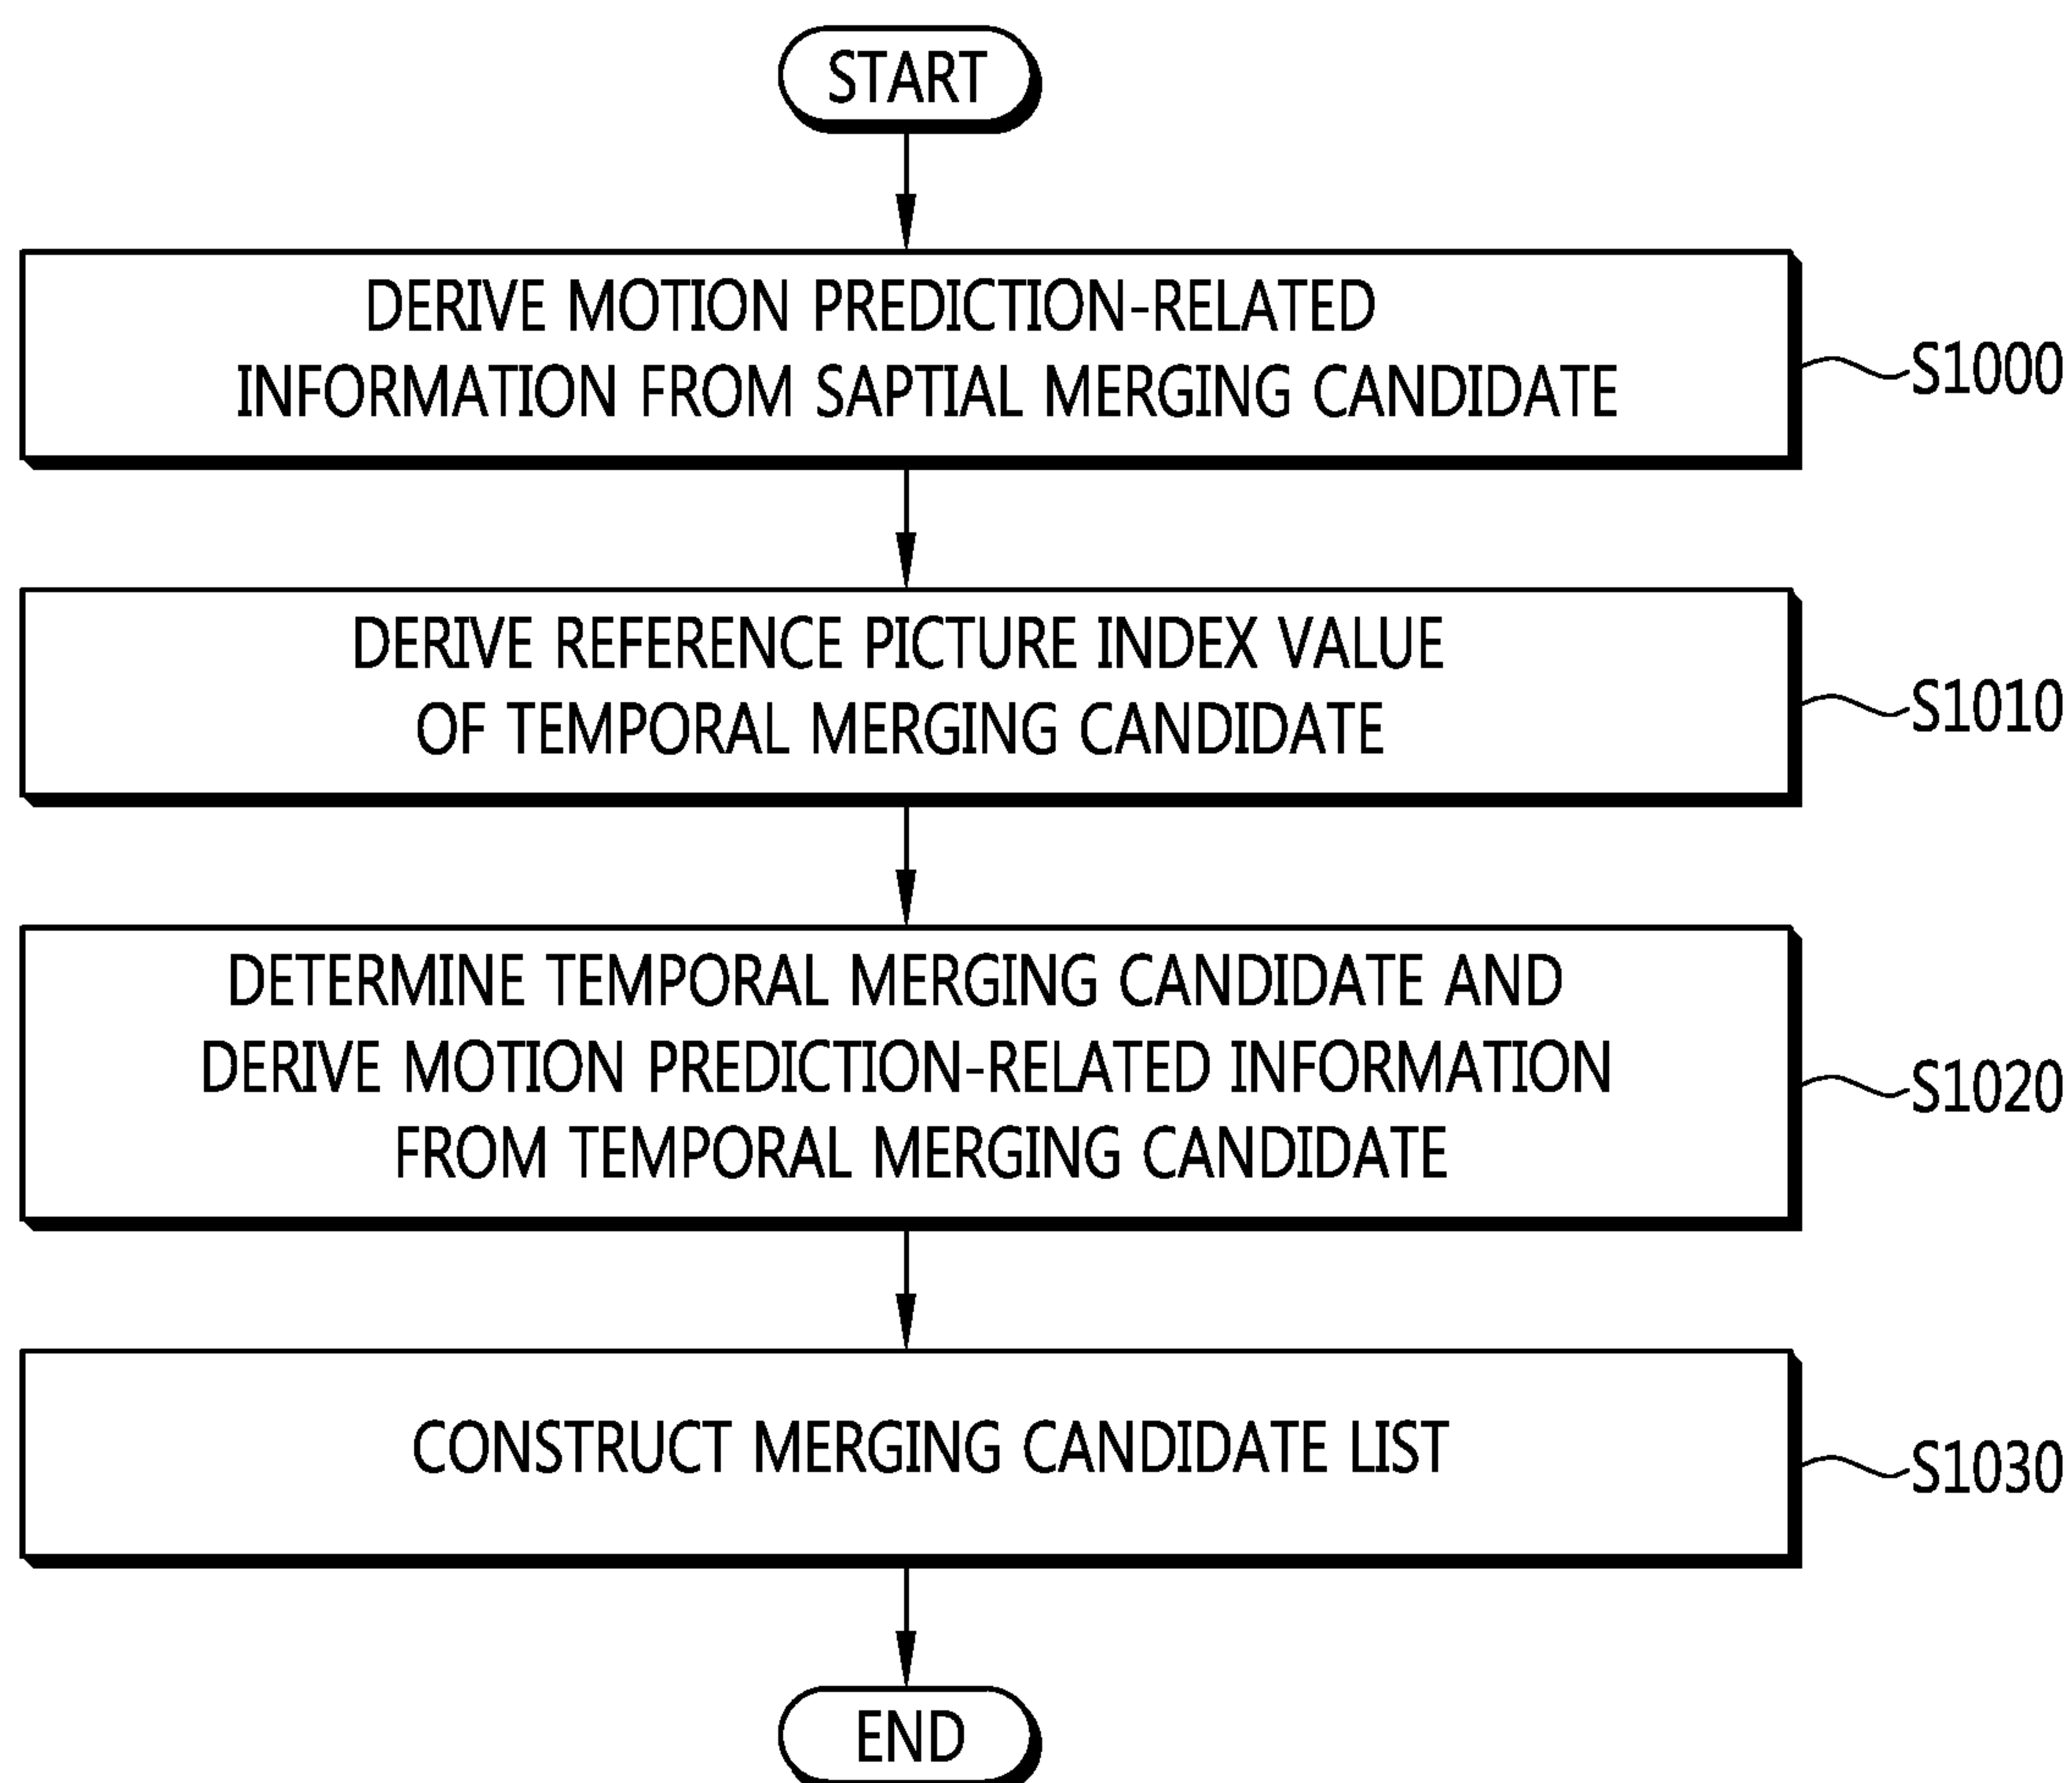 START
DERIVE MOTION PREDICTION-RELATED
INFORMATION FROM SAPTIAL MERGING CANDIDATE
S1000
DERIVE REFERENCE PICTURE INDEX VALUE
OF TEMPORAL MERGING CANDIDATE
S1010
DETERMINE TEMPORAL MERGING CANDIDATE AND
DERIVE MOTION PREDICTION-RELATED INFORMATION
FROM TEMPORAL MERGING CANDIDATE
S1020
CONSTRUCT MERGING CANDIDATE LIST
S1030
END